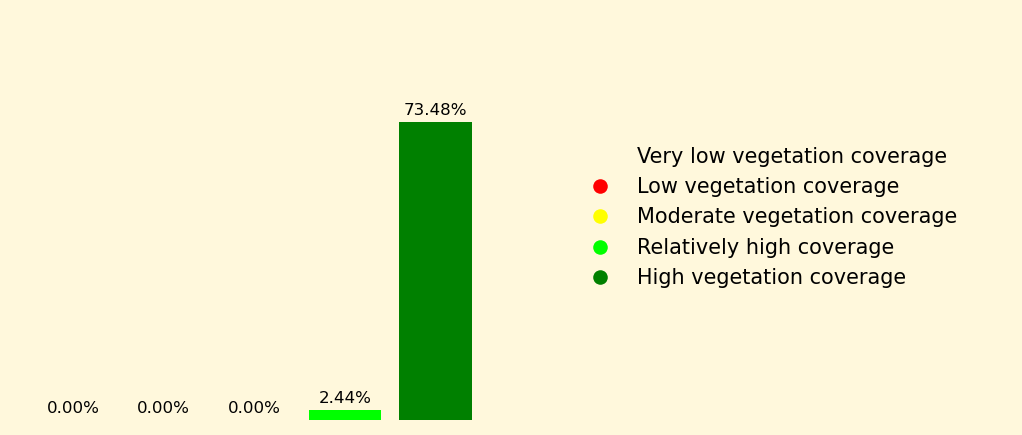 73.48%
2.44%
0.00%
0.00%
0.00%
Very low vegetation coverage
Low vegetation coverage
Moderate vegetation coverage
Relatively high coverage
High vegetation coverage